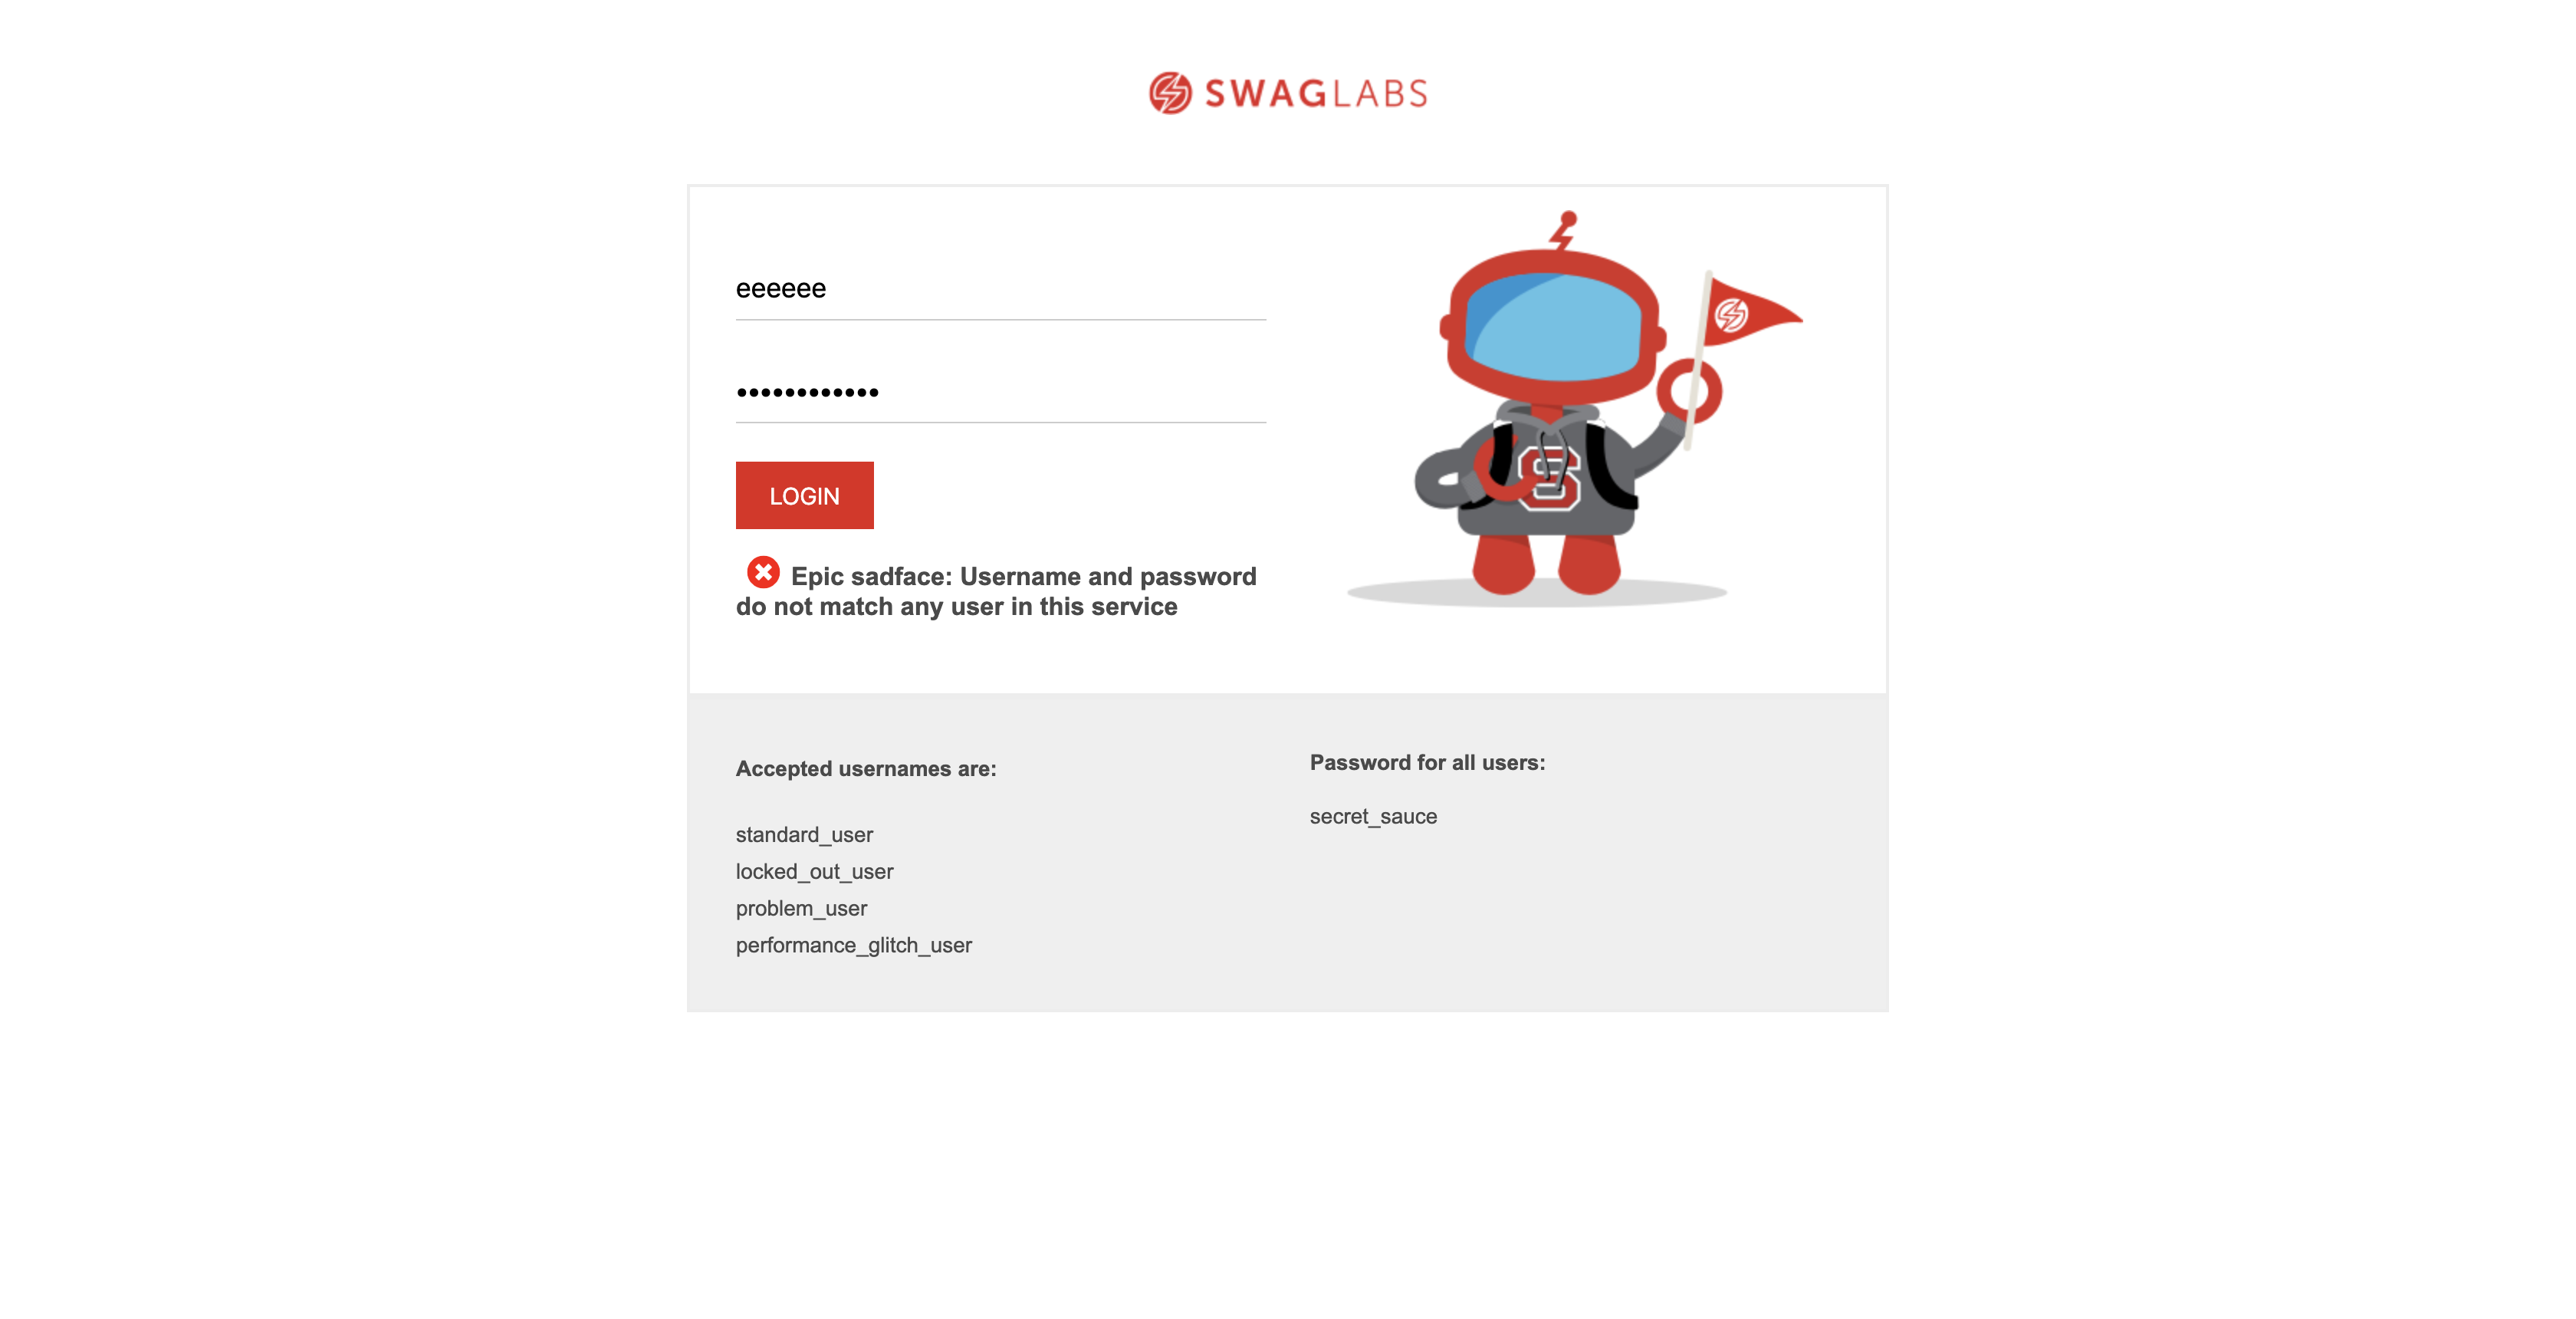 SWAGLABS
eeeeee
••••••••••••
LOGIN
Epic sadface: Username and password
do not match any user in this service
S
Accepted usernames are:
standard_user
locked_out_user
problem_user
performance_glitch_user
Password for all users:
secret_sauce